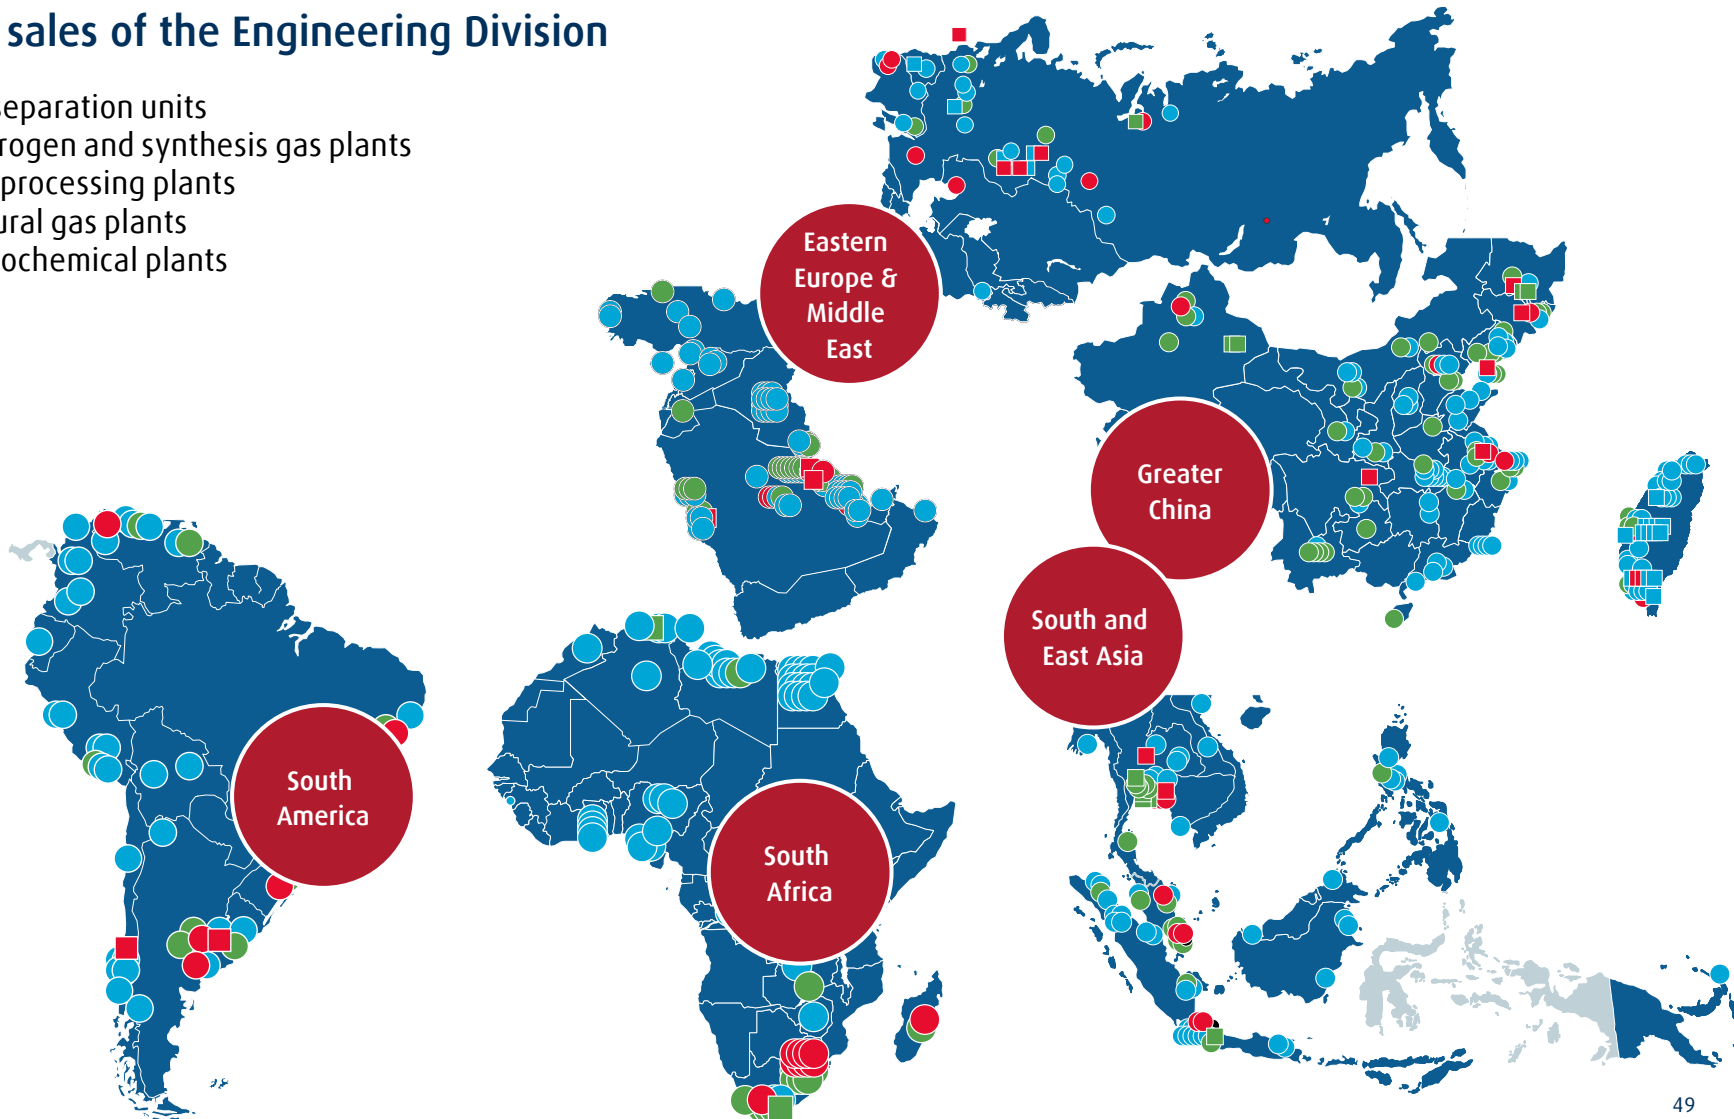 sales of the Engineering Division
separation units
rogen and synthesis gas plants
processing plants
ural gas plants
ochemical plants
Eastern
Europe &
Middle
East
Greater
China
South and
East Asia
South
America
South
Africa
49